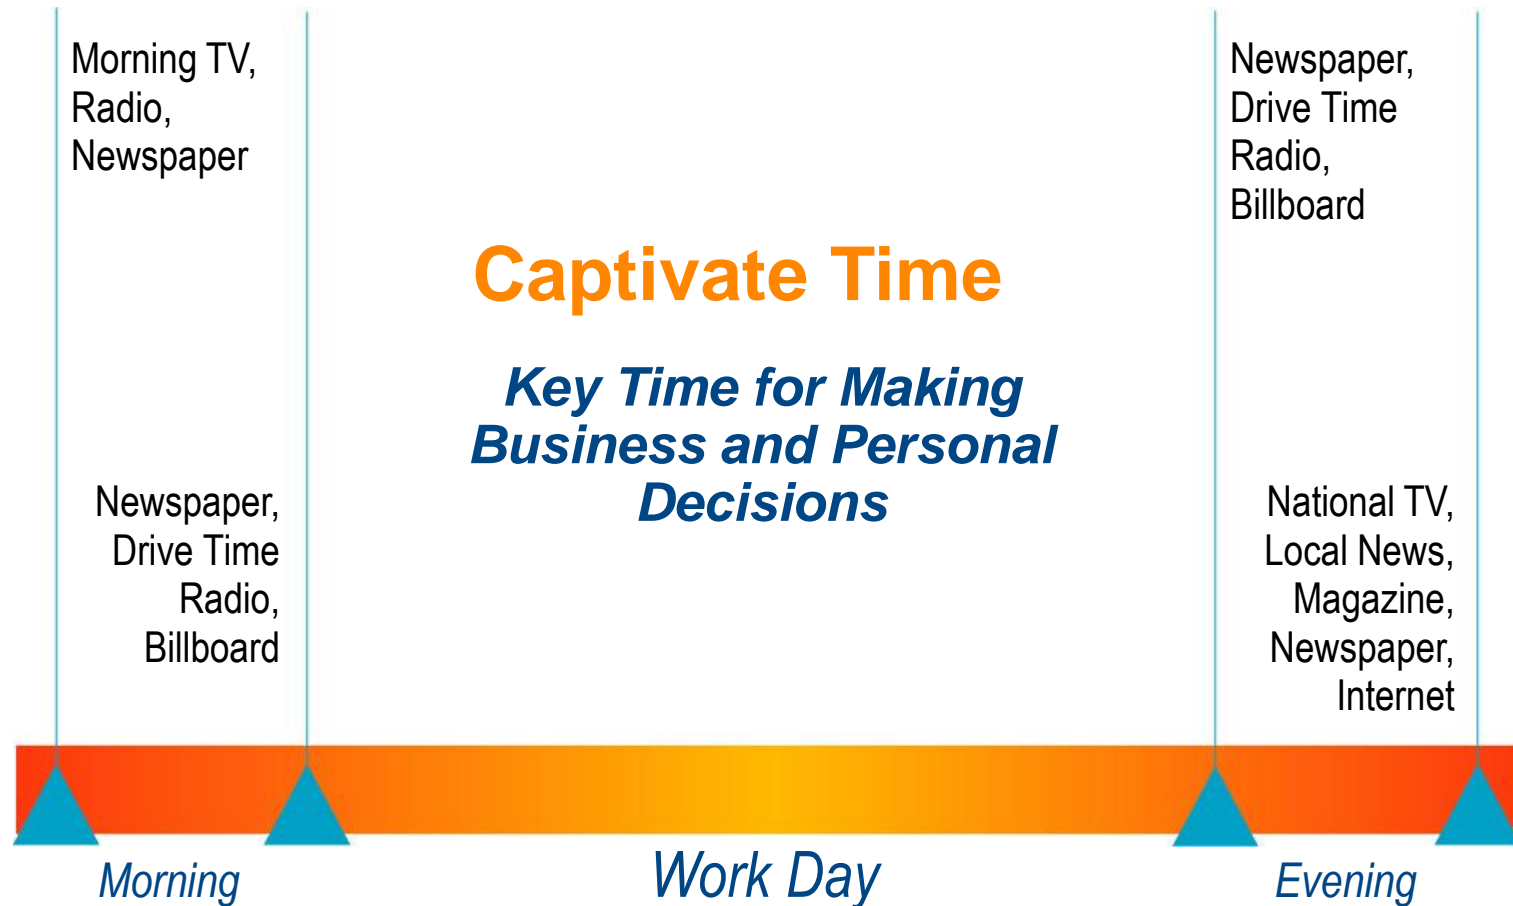 Morning TV,
Radio,
Newspaper
Newspaper,
Drive Time
Radio,
Billboard
Captivate Time
Key Time for Making
Business and Personal
Decisions
Newspaper,
Drive Time
Radio,
Billboard
National TV,
Local News,
Magazine,
Newspaper,
Internet
Morning
Work Day
Evening